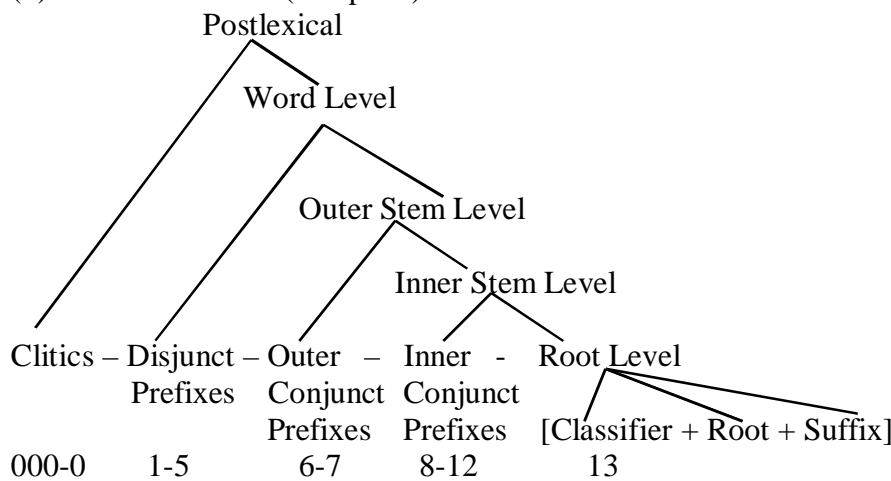 Postlexical
Word Level
Outer Stem Level
Inner Stem Level
Clitics – Disjunct – Outer – Inner - Root Level
Prefixes Conjunct Conjunct
Prefixes Prefixes [Classifier + Root + Suffix]
000-0 1-5 6-7 8-12 13